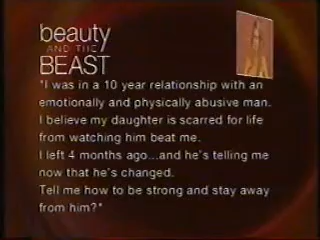 beauty
AND THE
BEAST
"I was in a 10 year relationship with an
emotionally and physically abusive man.
I believe my daughter is scarred for life
from watching him beat me.
I left 4 months ago...and he's telling me
now that he's changed.
Tell me how to be strong and stay away
from him?"